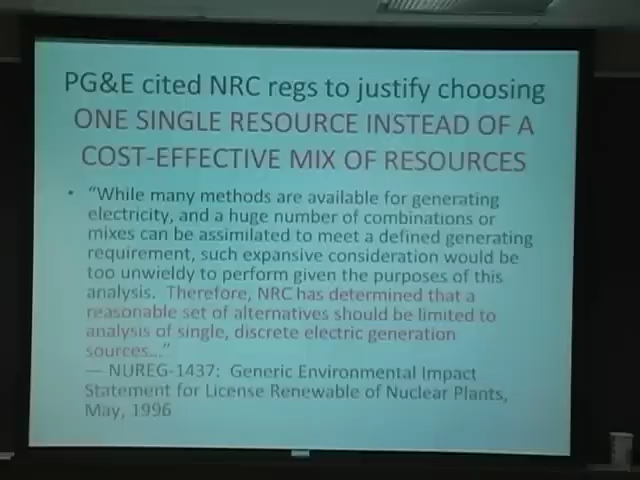 PG&E cited NRC regs to justify choosing
ONE SINGLE RESOURCE INSTEAD OF A
COST-EFFECTIVE MIX OF RESOURCES
• “While many methods are available for generating
electricity, and a huge number of combinations or
mixes can be assimilated to meet a defined generating
requirement, such expansive consideration would be
too unwieldy to perform given the purposes of this
analysis. Therefore, NRC has determined that a
reasonable set of alternatives should be limited to
analysis of single, discrete electric generation
sources...”
— NUREG-1437: Generic Environmental Impact
Statement for License Renewable of Nuclear Plants,
May, 1996